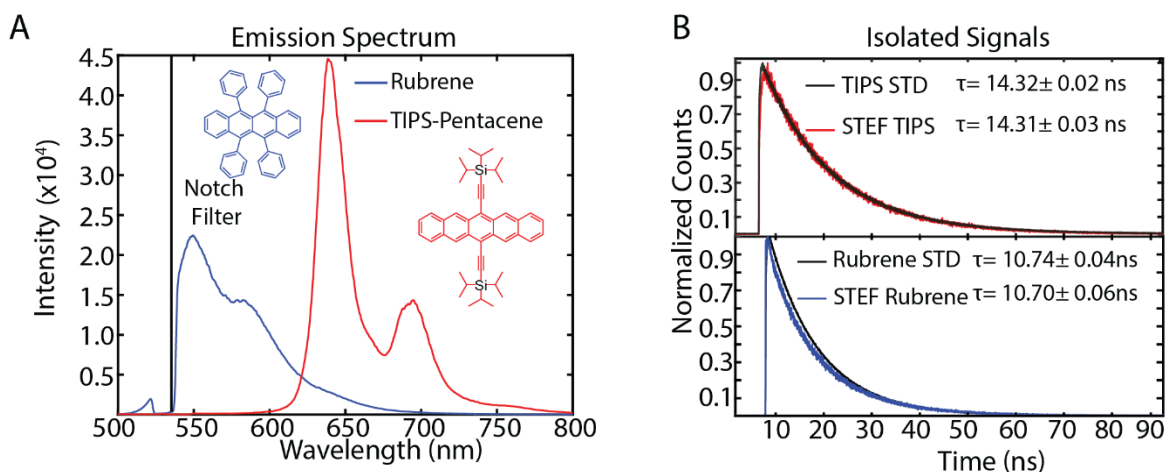 A
Emission Spectrum
4.5
4.0
3.5
3.0
2.5
2.0
1.5
1.0
0.5
Intensity (x10⁴)
Rubrene
TIPS-Pentacene
Notch
Filter
Si
Si
500 550 600 650 700 750 800
Wavelength (nm)
B
Isolated Signals
Normalized Counts
0.9
0.7
0.5
0.3
0.1
TIPS STD τ = 14.32± 0.02 ns
STEF TIPS τ= 14.31± 0.03 ns
0.9
0.7
0.5
0.3
0.1
Rubrene STD τ= 10.74± 0.04ns
STEF Rubrene τ= 10.70± 0.06ns
10 20 30 40 50 60 70 80 90
Time (ns)